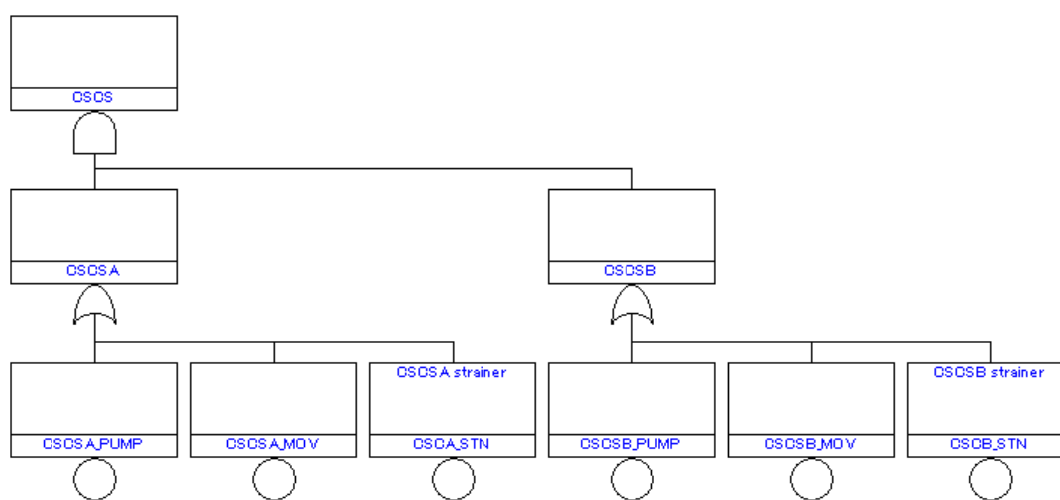 CSCS
CSCSA
CSCSB
CSCSA strainer
CSCSB strainer
CSCSA_PUMP
CSCSA_MOV
CSCA_STN
CSCSB_PUMP
CSCSB_MOV
CSCB_STN